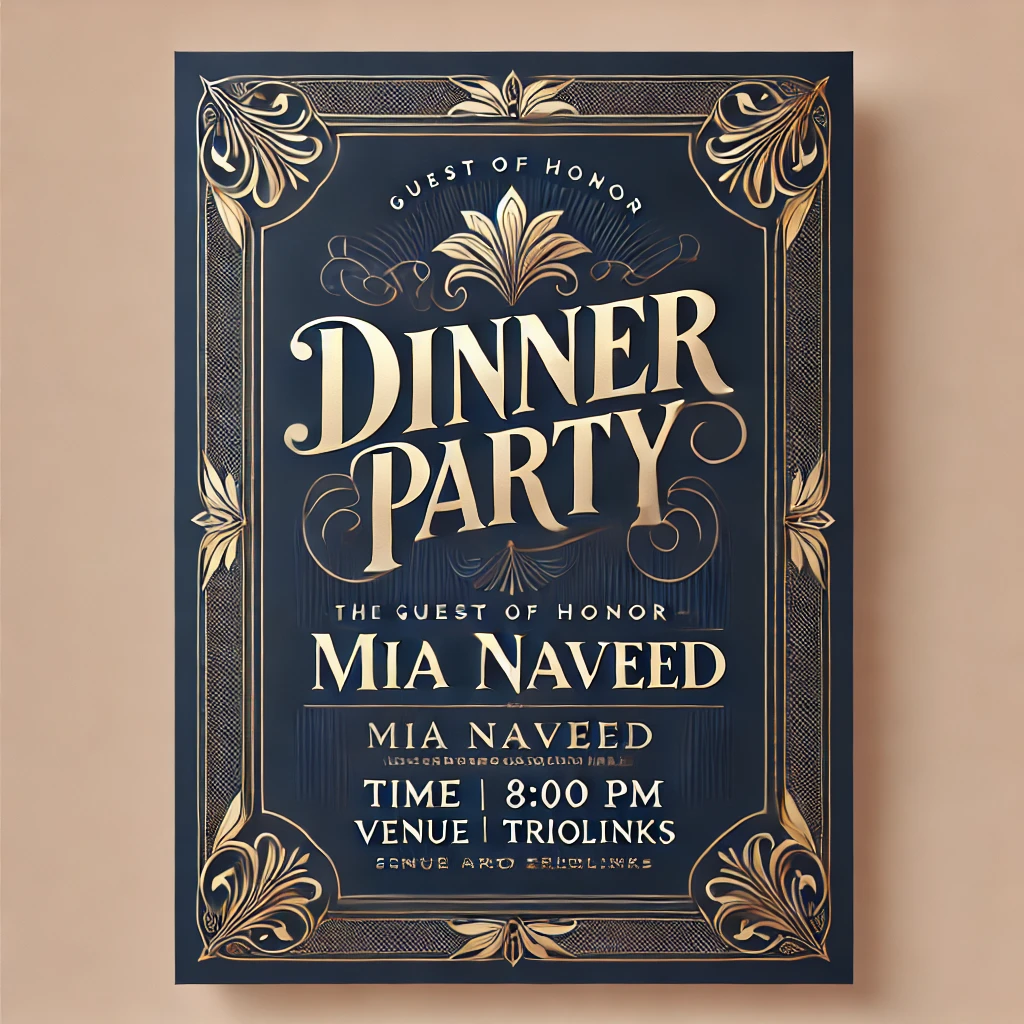 GUEST OF HONOR
DINNER
PARTY
THE GUEST OF HONOR
MIA NAVEED
MIA NAVEED
TIME | 8:00 PM
VENUE | TRIOLINKS